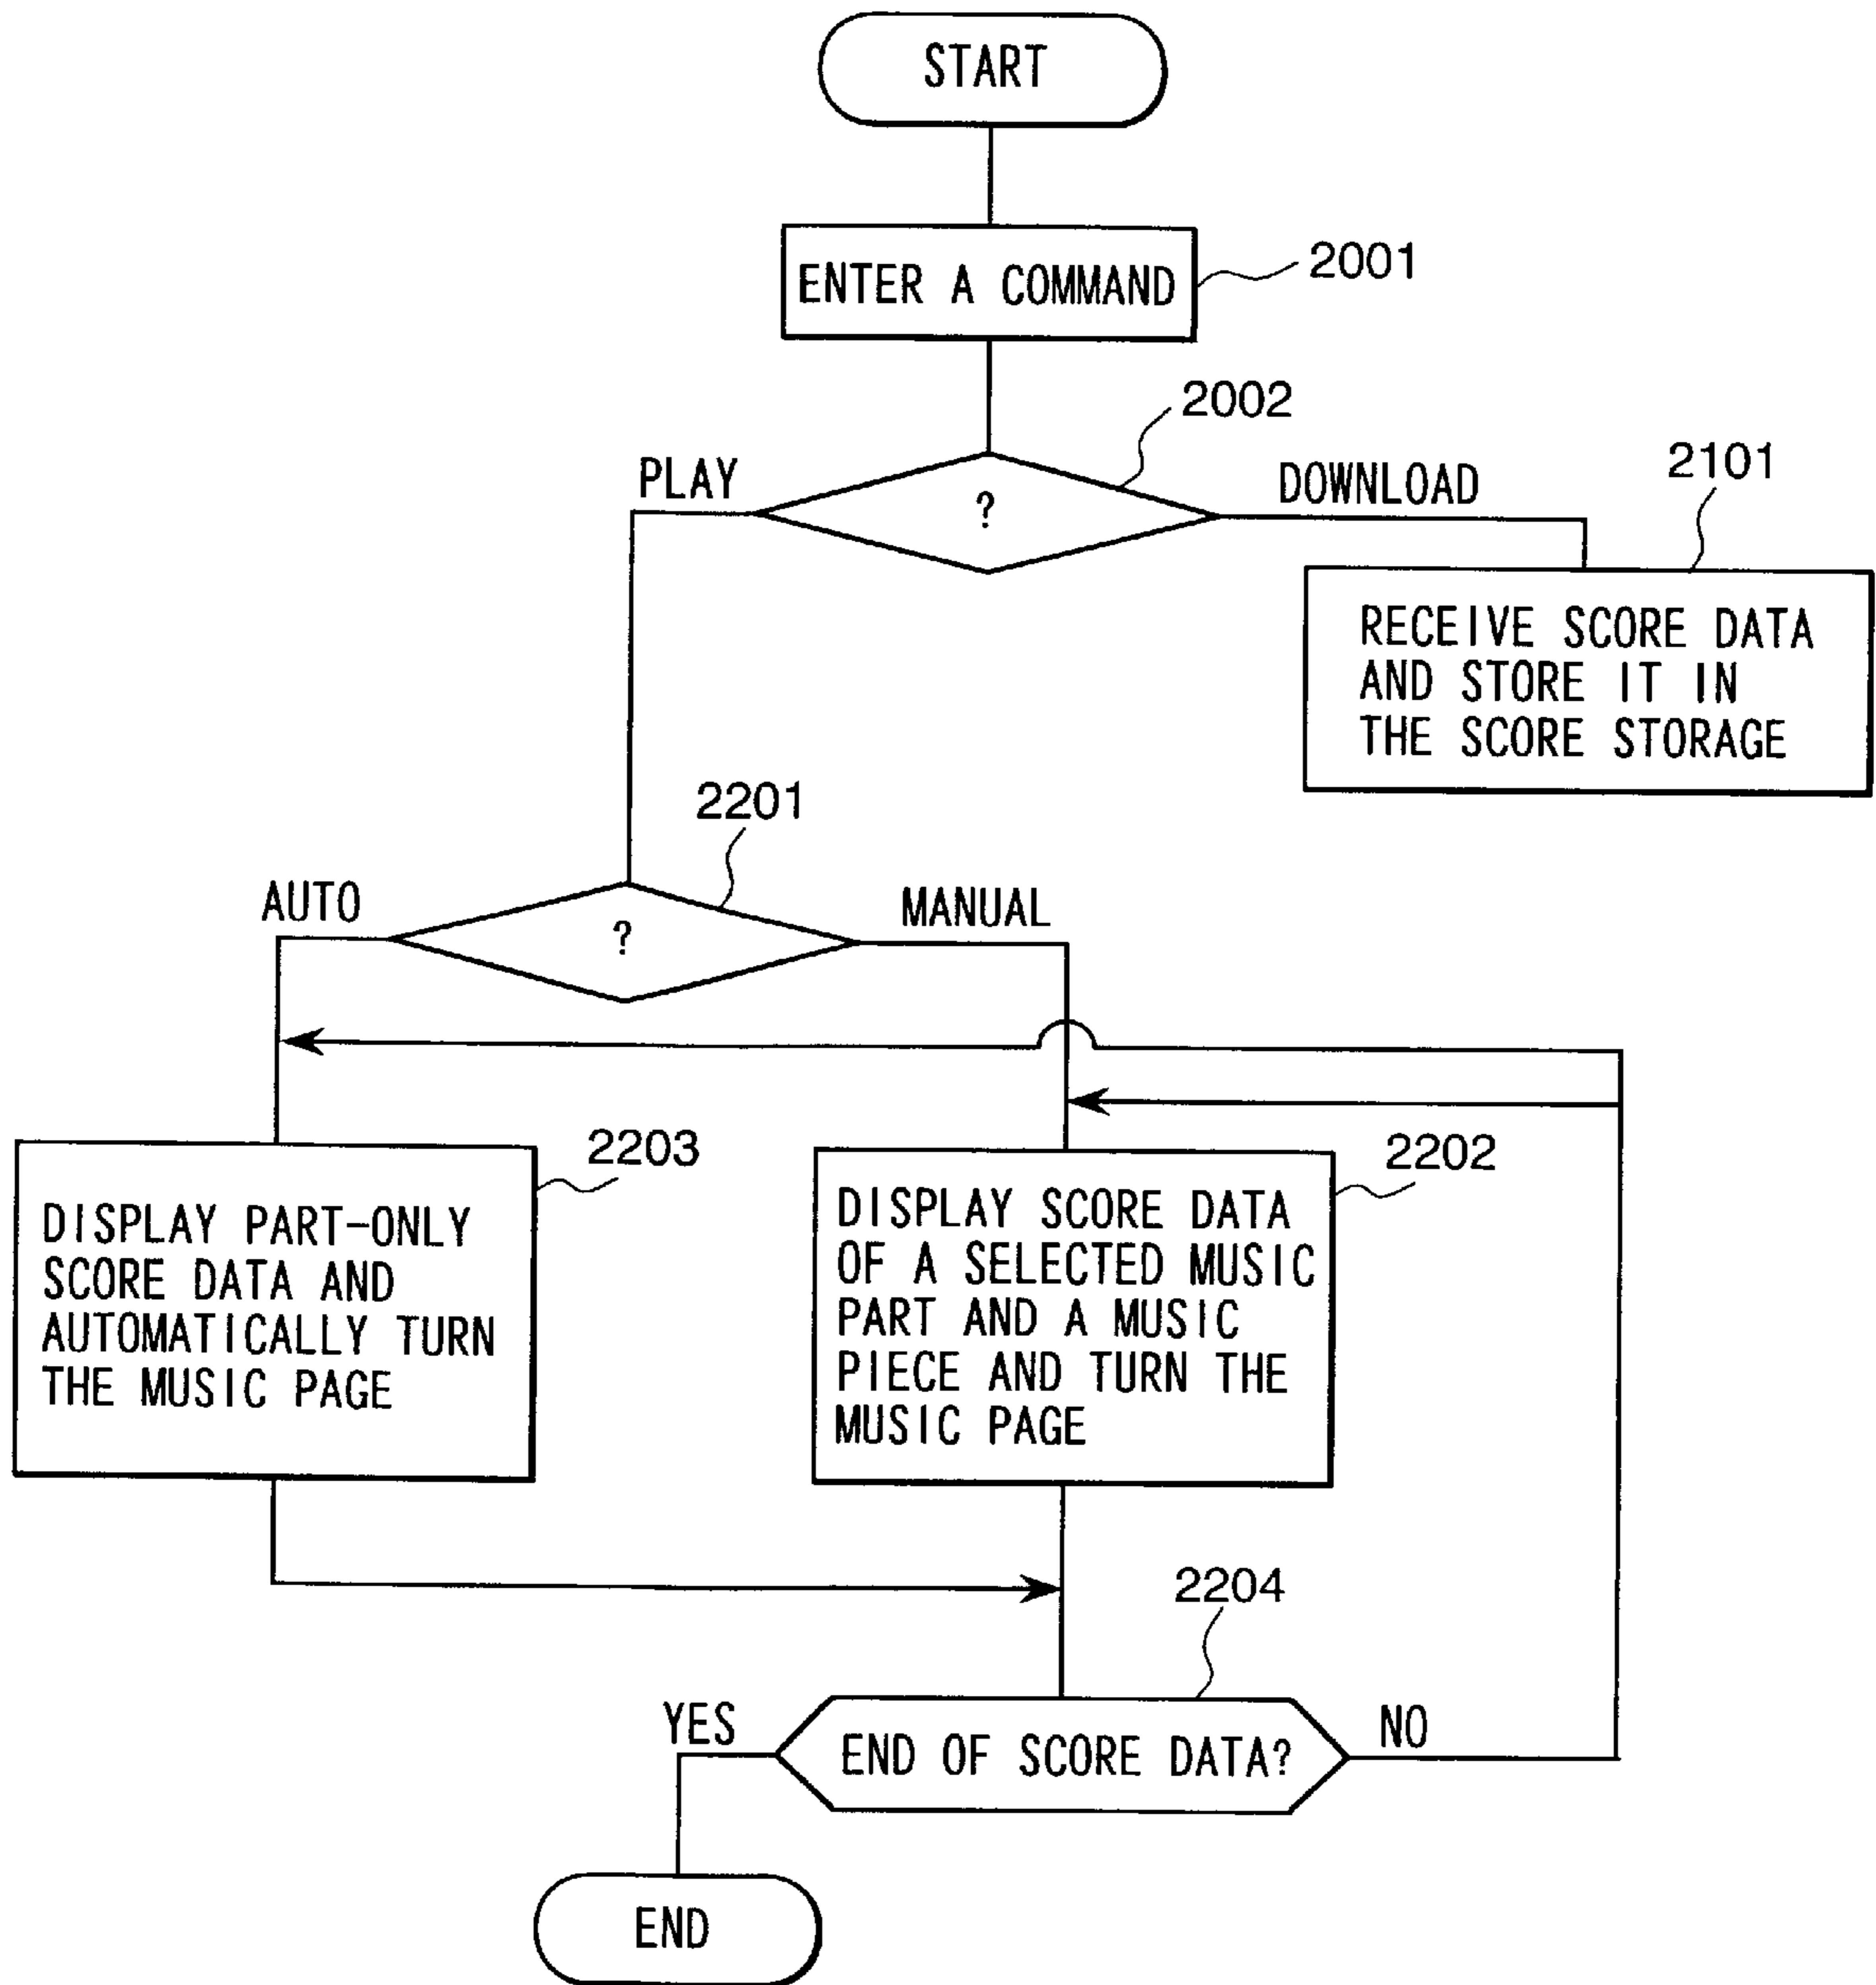 START
ENTER A COMMAND
2001
2002
PLAY
?
DOWNLOAD
2101
RECEIVE SCORE DATA
AND STORE IT IN
THE SCORE STORAGE
2201
AUTO
?
MANUAL
2203
DISPLAY PART-ONLY
SCORE DATA AND
AUTOMATICALLY TURN
THE MUSIC PAGE
2202
DISPLAY SCORE DATA
OF A SELECTED MUSIC
PART AND A MUSIC
PIECE AND TURN THE
MUSIC PAGE
2204
YES
END OF SCORE DATA?
NO
END